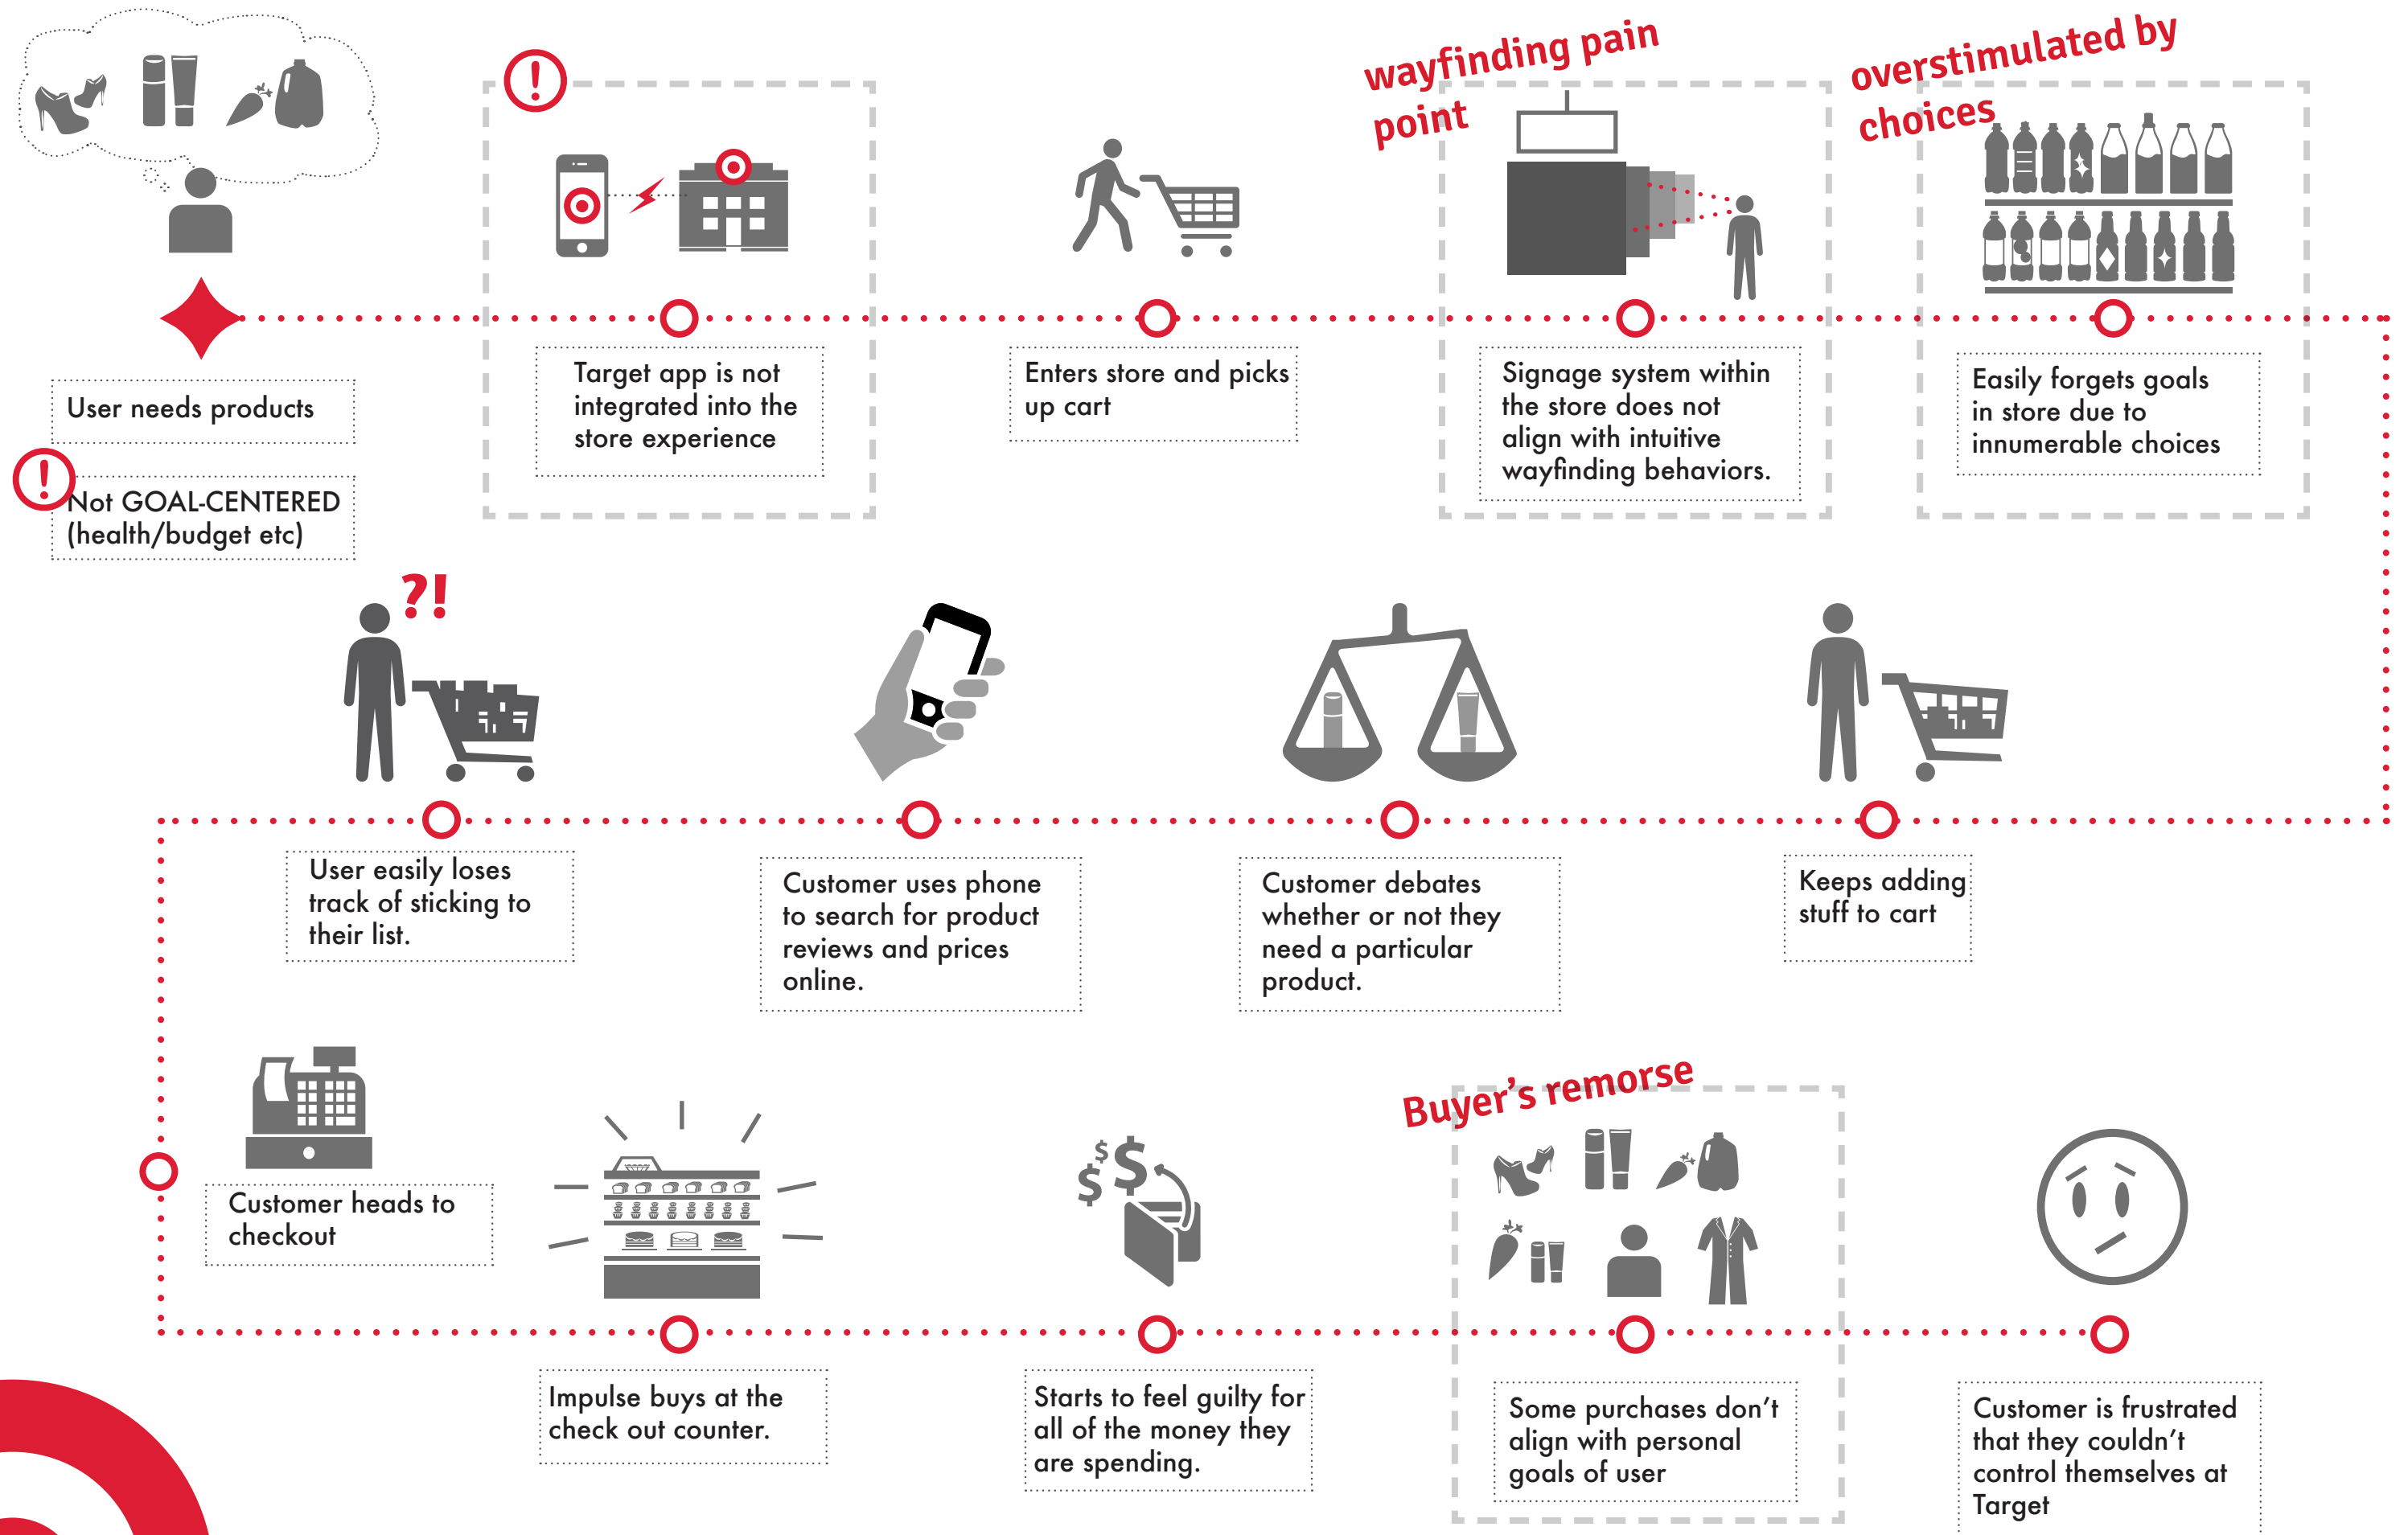 wayfinding pain
point
overstimulated by
choices
User needs products
Not GOAL-CENTERED
(health/budget etc)
Target app is not
integrated into the
store experience
Enters store and picks
up cart
Signage system within
the store does not
align with intuitive
wayfinding behaviors.
Easily forgets goals
in store due to
innumerable choices
?!
User easily loses
track of sticking to
their list.
Customer uses phone
to search for product
reviews and prices
online.
Customer debates
whether or not they
need a particular
product.
Keeps adding
stuff to cart
Customer heads to
checkout
Impulse buys at the
check out counter.
$$$
Starts to feel guilty for
all of the money they
are spending.
Buyer’s remorse
Some purchases don’t
align with personal
goals of user
Customer is frustrated
that they couldn’t
control themselves at
Target